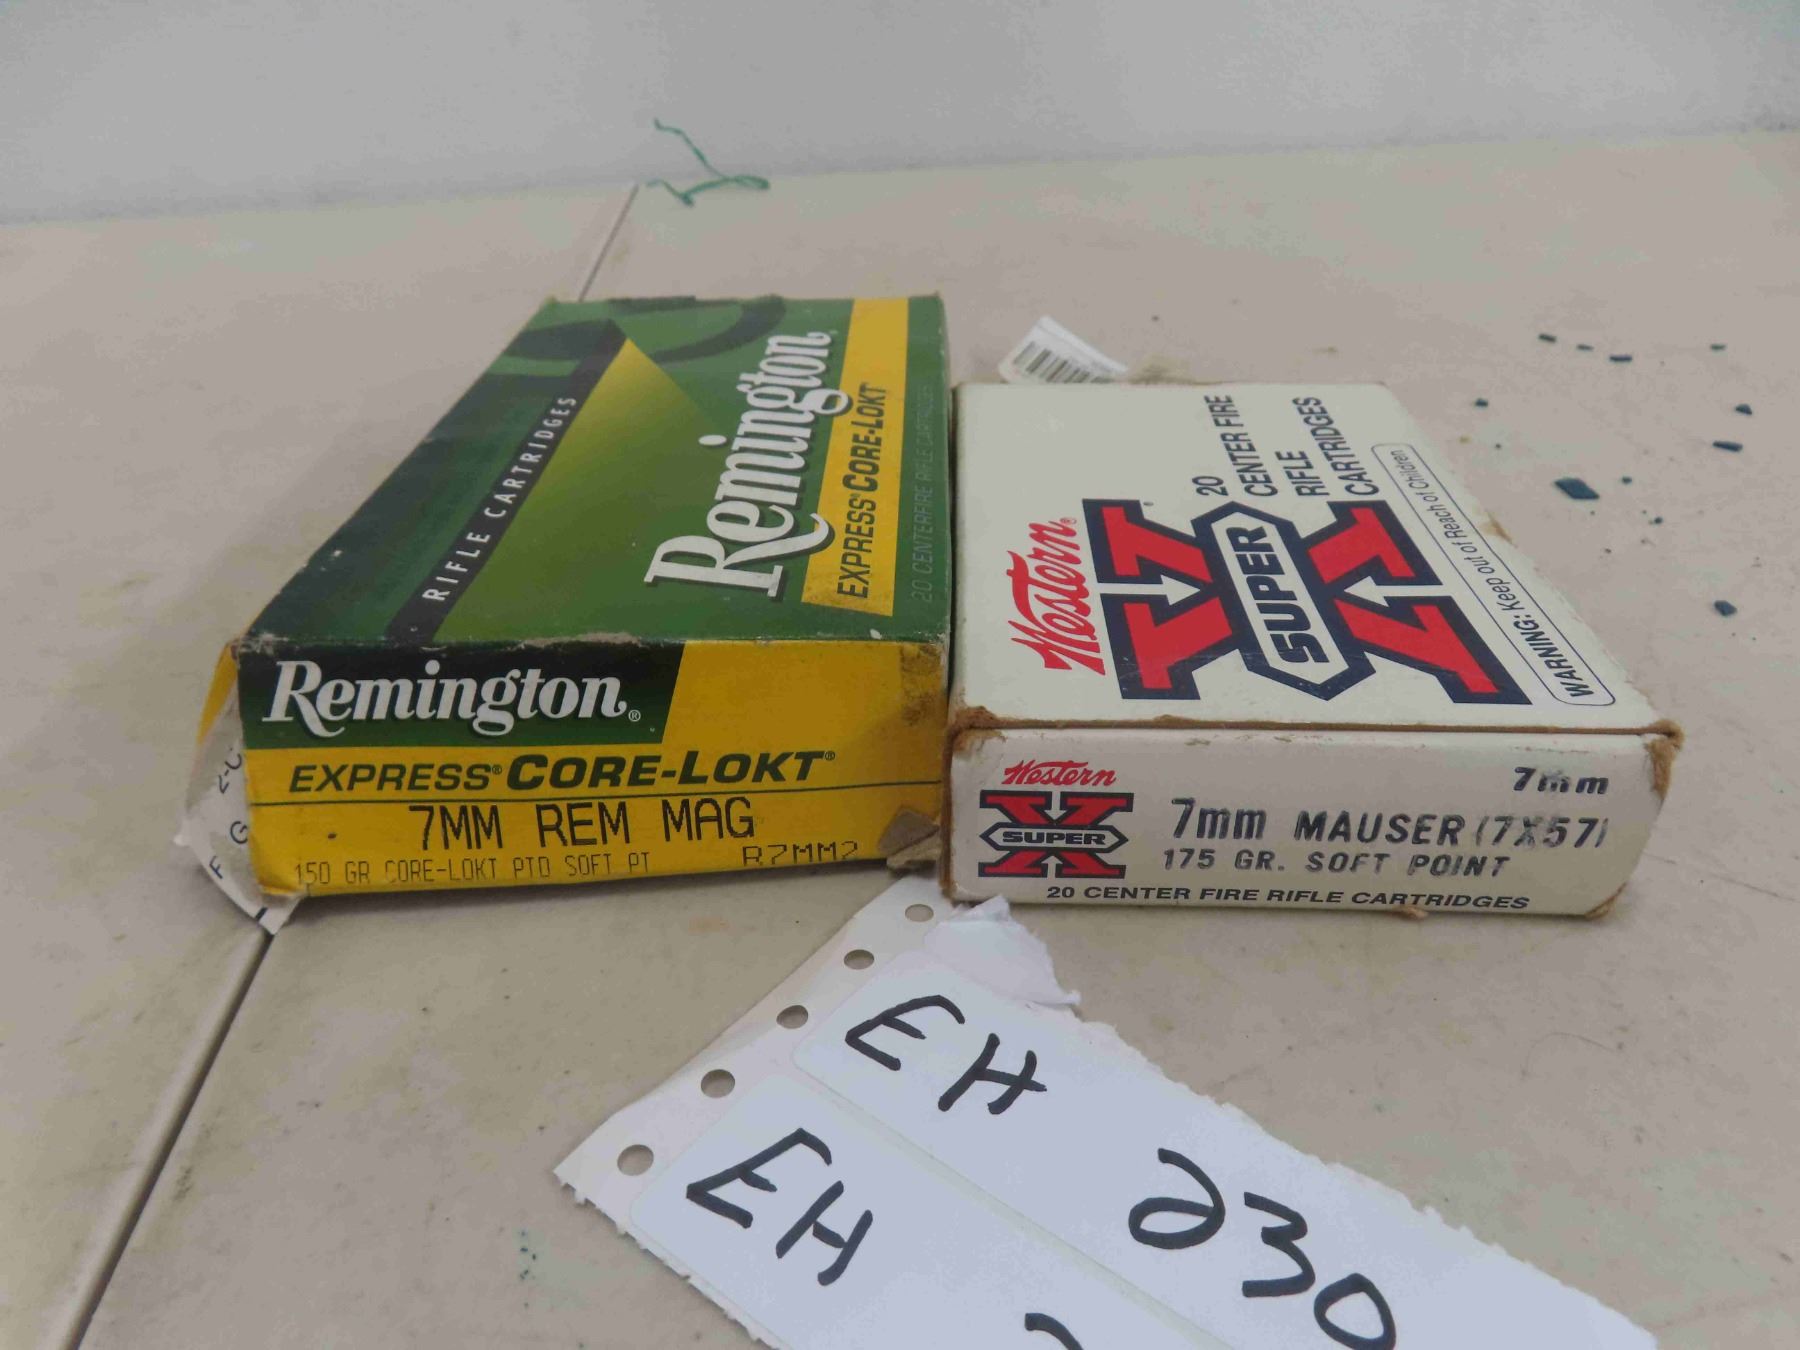 RIFLE CARTRIDGES
Remington
EXPRESS® CORE-LOKT
20 CENTERFIRE RIFLE CARTRIDGES
Remington®
EXPRESS® CORE-LOKT®
7MM REM MAG
150 GR CORE-LOKT PTD SOFT PT
R7MM2
F G
Western®
SUPER X
20
CENTER FIRE
RIFLE
CARTRIDGES
WARNING: Keep out of Reach of Children
Western
SUPER X
7mm
7mm MAUSER (7X57)
175 GR. SOFT POINT
20 CENTER FIRE RIFLE CARTRIDGES
EH 230
EH